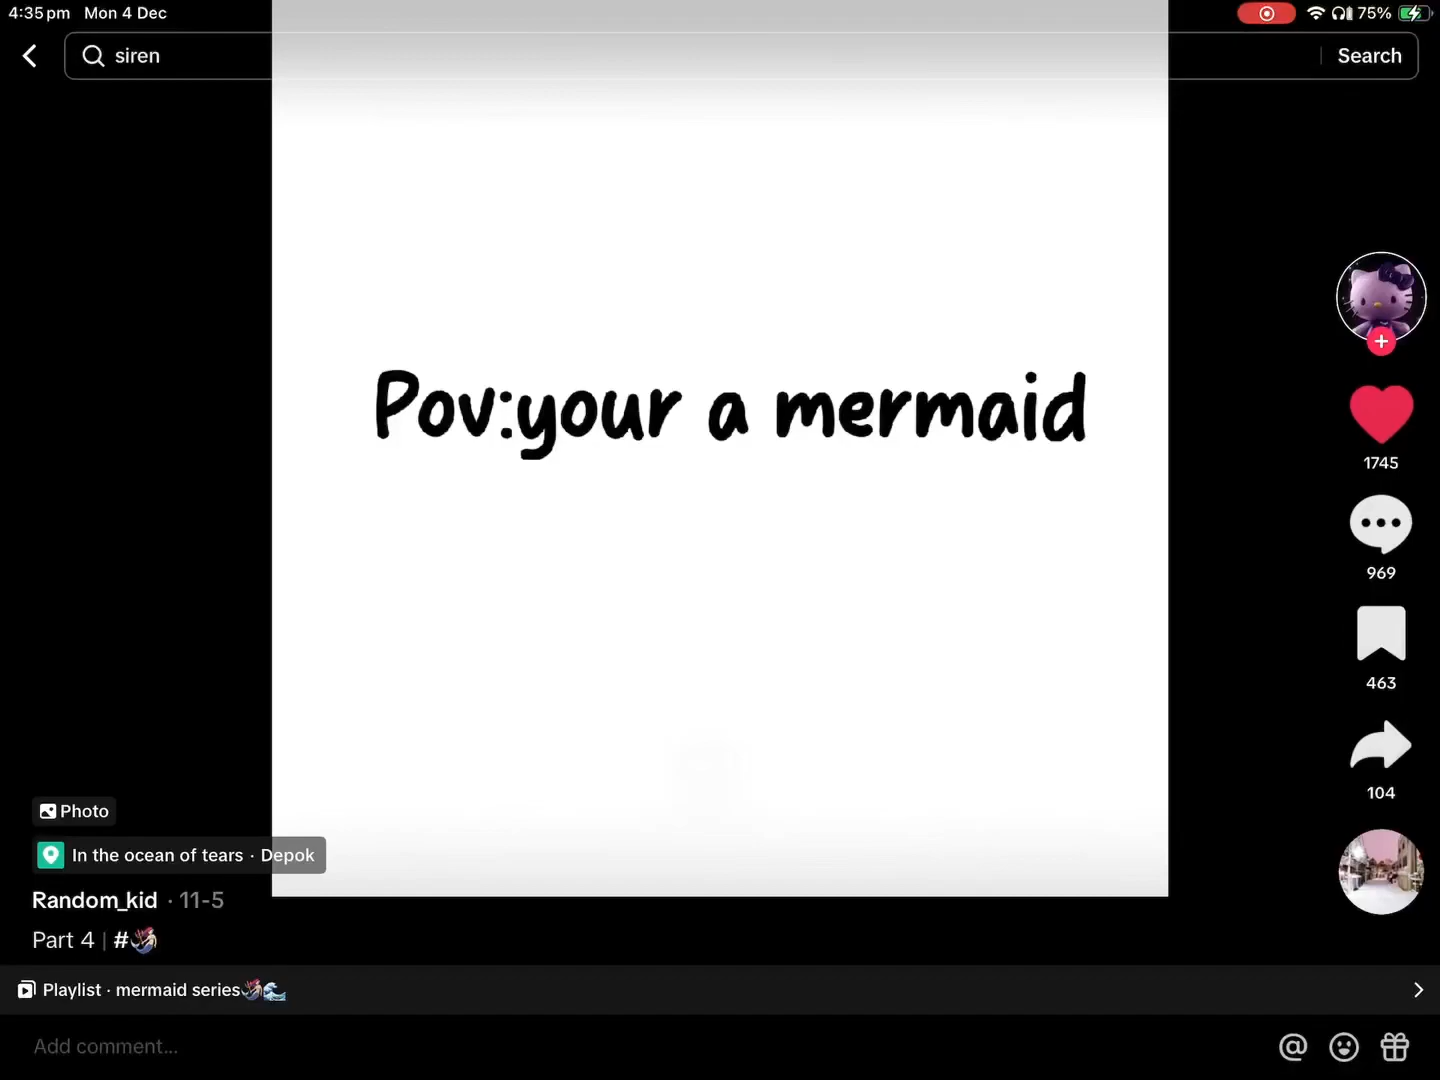 4:35 pm Mon 4 Dec
75%
siren
Search
Pov:your a mermaid
1745
969
463
104
Photo
In the ocean of tears · Depok
Random_kid · 11-5
Part 4 | #🧜‍♀️
Playlist · mermaid series🧜‍♀️🌊
Add comment...